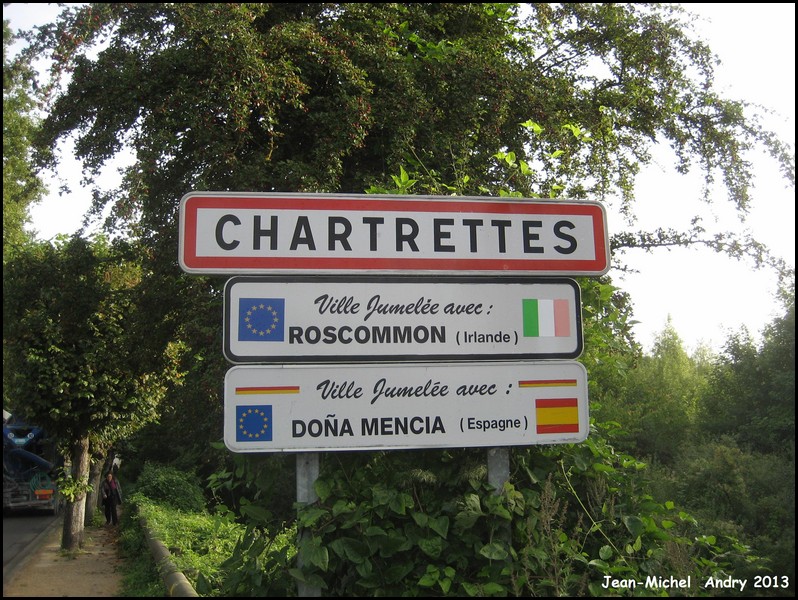 CHARTRETTES
Ville Jumelée avec :
ROSCOMMON (Irlande)
Ville Jumelée avec :
DOÑA MENCIA (Espagne)
Jean-Michel Andry 2013